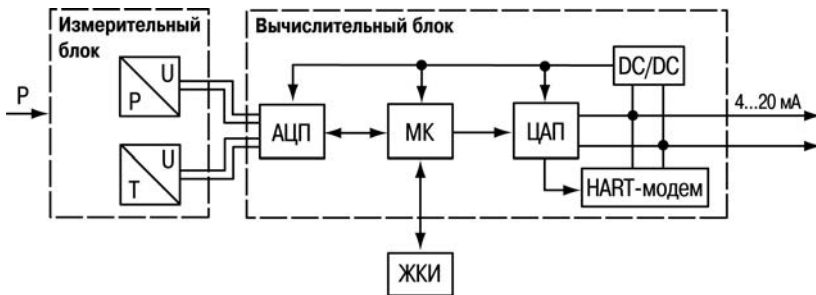 Измерительный
блок
Вычислительный блок
P
U
P
U
T
АЦП
МК
ЦАП
DC/DC
4...20 мА
HART-модем
ЖКИ